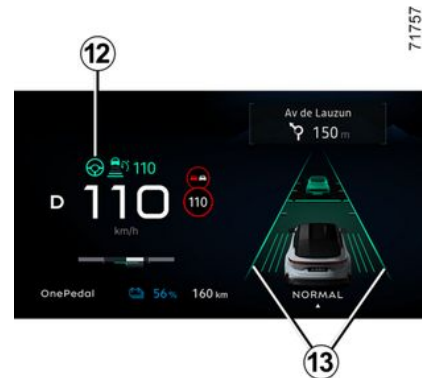 71757
12
Av de Lauzun
150 m
110
D 110 110
km/h
OnePedal 56% 160 km NORMAL
13